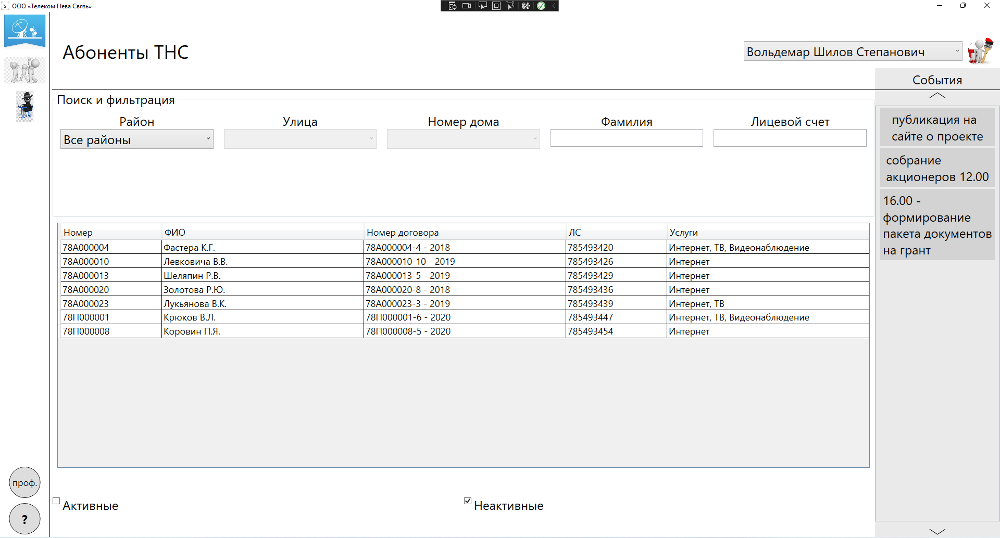 ООО «Телеком Нева Связь»
Абоненты ТНС
Вольдемар Шилов Степанович
События
Поиск и фильтрация
Район
Улица
Номер дома
Фамилия
Лицевой счет
Все районы
публикация на
сайте о проекте
собрание
акционеров 12.00
16.00 -
формирование
пакета документов
на грант
Номер ФИО Номер договора ЛС Услуги
78А000004 Фастера К.Г. 78А000004-4 - 2018 785493420 Интернет, ТВ, Видеонаблюдение
78А000010 Левковича В.В. 78А000010-10 - 2019 785493426 Интернет
78А000013 Шеляпин Р.В. 78А000013-5 - 2019 785493429 Интернет
78А000020 Золотова Р.Ю. 78А000020-8 - 2018 785493436 Интернет
78А000023 Лукьянова В.К. 78А000023-3 - 2019 785493439 Интернет, ТВ
78П000001 Крюков В.Л. 78П000001-6 - 2020 785493447 Интернет, ТВ, Видеонаблюдение
78П000008 Коровин П.Я. 78П000008-5 - 2020 785493454 Интернет
проф.
Активные
Неактивные
?